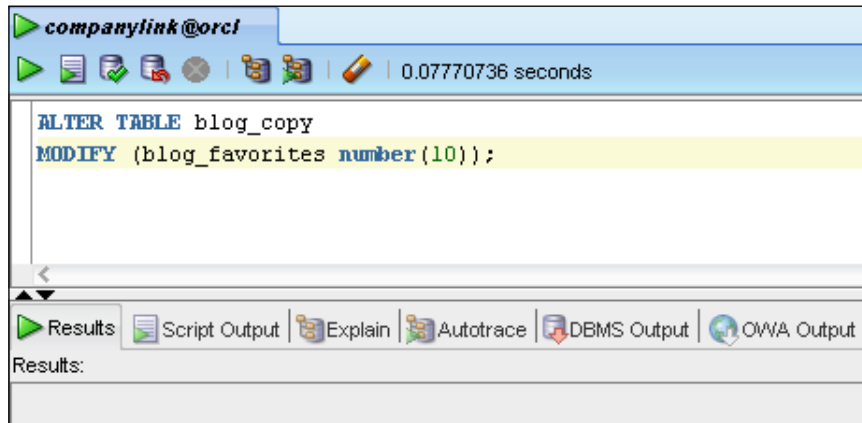 companylink@orcl
0.07770736 seconds
ALTER TABLE blog_copy
MODIFY (blog_favorites number(10));
Results Script Output Explain Autotrace DBMS Output OWA Output
Results: